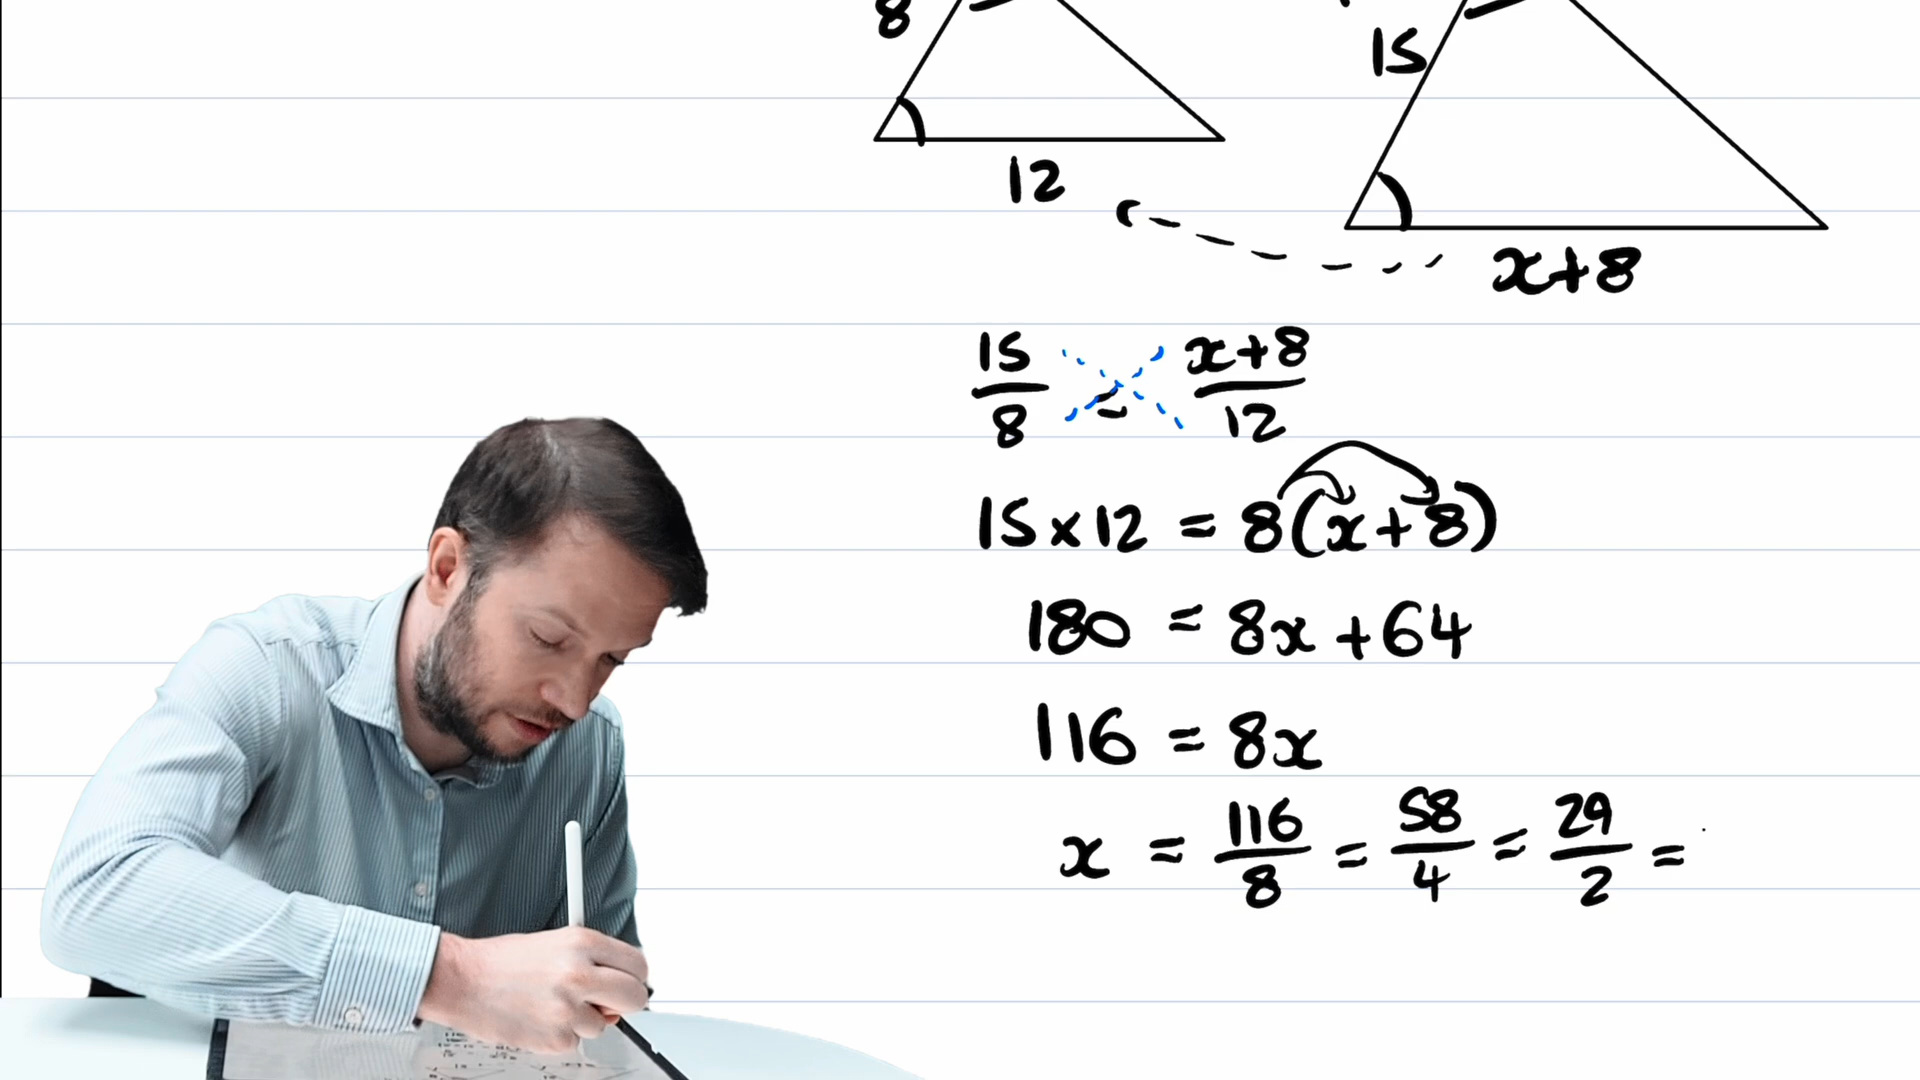 8
15
12
x+8
15/8 = x+8/12
15×12 = 8(x+8)
180 = 8x+64
116 = 8x
x = 116/8 = 58/4 = 29/2 =